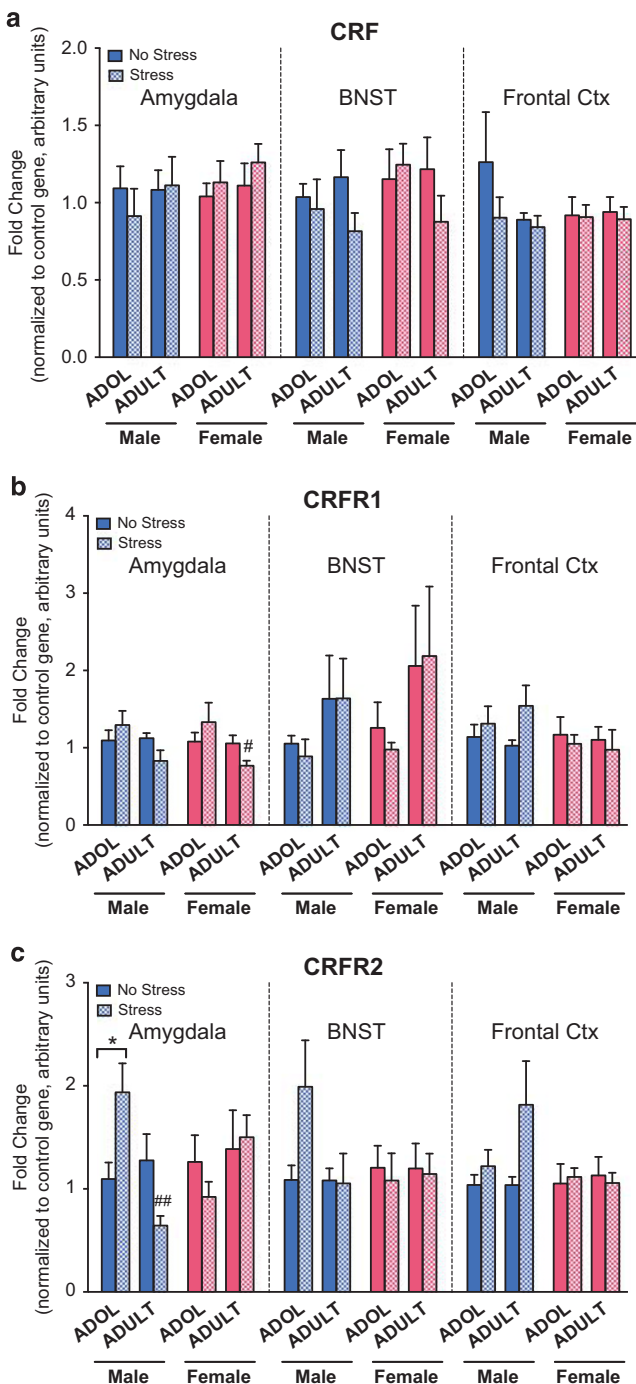 a
CRF
No Stress
Stress
Amygdala
BNST
Frontal Ctx
Fold Change
(normalized to control gene, arbitrary units)
2.0
1.5
1.0
0.5
0.0
ADOL ADULT ADOL ADULT ADOL ADULT ADOL ADULT ADOL ADULT ADOL ADULT
Male Female Male Female Male Female
b
CRFR1
No Stress
Stress
Amygdala
BNST
Frontal Ctx
Fold Change
(normalized to control gene, arbitrary units)
4
3
2
1
0
#
ADOL ADULT ADOL ADULT ADOL ADULT ADOL ADULT ADOL ADULT ADOL ADULT
Male Female Male Female Male Female
c
CRFR2
No Stress
Stress
Amygdala
BNST
Frontal Ctx
Fold Change
(normalized to control gene, arbitrary units)
3
2
1
0
*
##
ADOL ADULT ADOL ADULT ADOL ADULT ADOL ADULT ADOL ADULT ADOL ADULT
Male Female Male Female Male Female